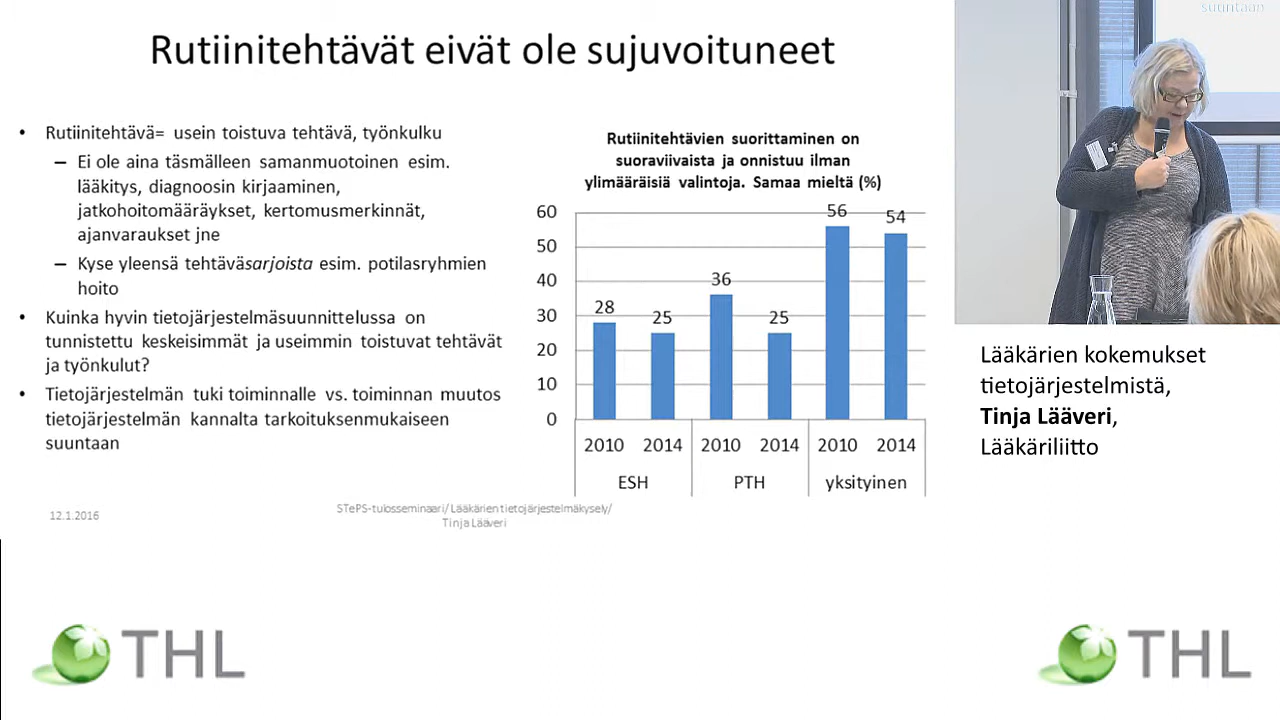 Rutiinitehtävät eivät ole sujuvoituneet
• Rutiinitehtävä= usein toistuva tehtävä, työnkulku
– Ei ole aina täsmälleen samanmuotoinen esim.
lääkitys, diagnoosin kirjaaminen,
jatkohoitomääräykset, kertomusmerkinnät,
ajanvaraukset jne
– Kyse yleensä tehtäväsarjoista esim. potilasryhmien
hoito
• Kuinka hyvin tietojärjestelmäsuunnittelussa on
tunnistettu keskeisimmät ja useimmin toistuvat tehtävät
ja työnkulut?
• Tietojärjestelmän tuki toiminnalle vs. toiminnan muutos
tietojärjestelmän kannalta tarkoituksenmukaiseen
suuntaan
Rutiinitehtävien suorittaminen on
suoraviivaista ja onnistuu ilman
ylimääräisiä valintoja. Samaa mieltä (%)
60
50
40
30
20
10
0
28
25
36
25
56
54
2010 2014 2010 2014 2010 2014
ESH PTH yksityinen
12.1.2016
STePS-tulosseminaari/ Lääkärien tietojärjestelmäkysely/
Tinja Lääveri
suuntaan
Lääkärien kokemukset
tietojärjestelmistä,
Tinja Lääveri,
Lääkäriliitto
THL
THL